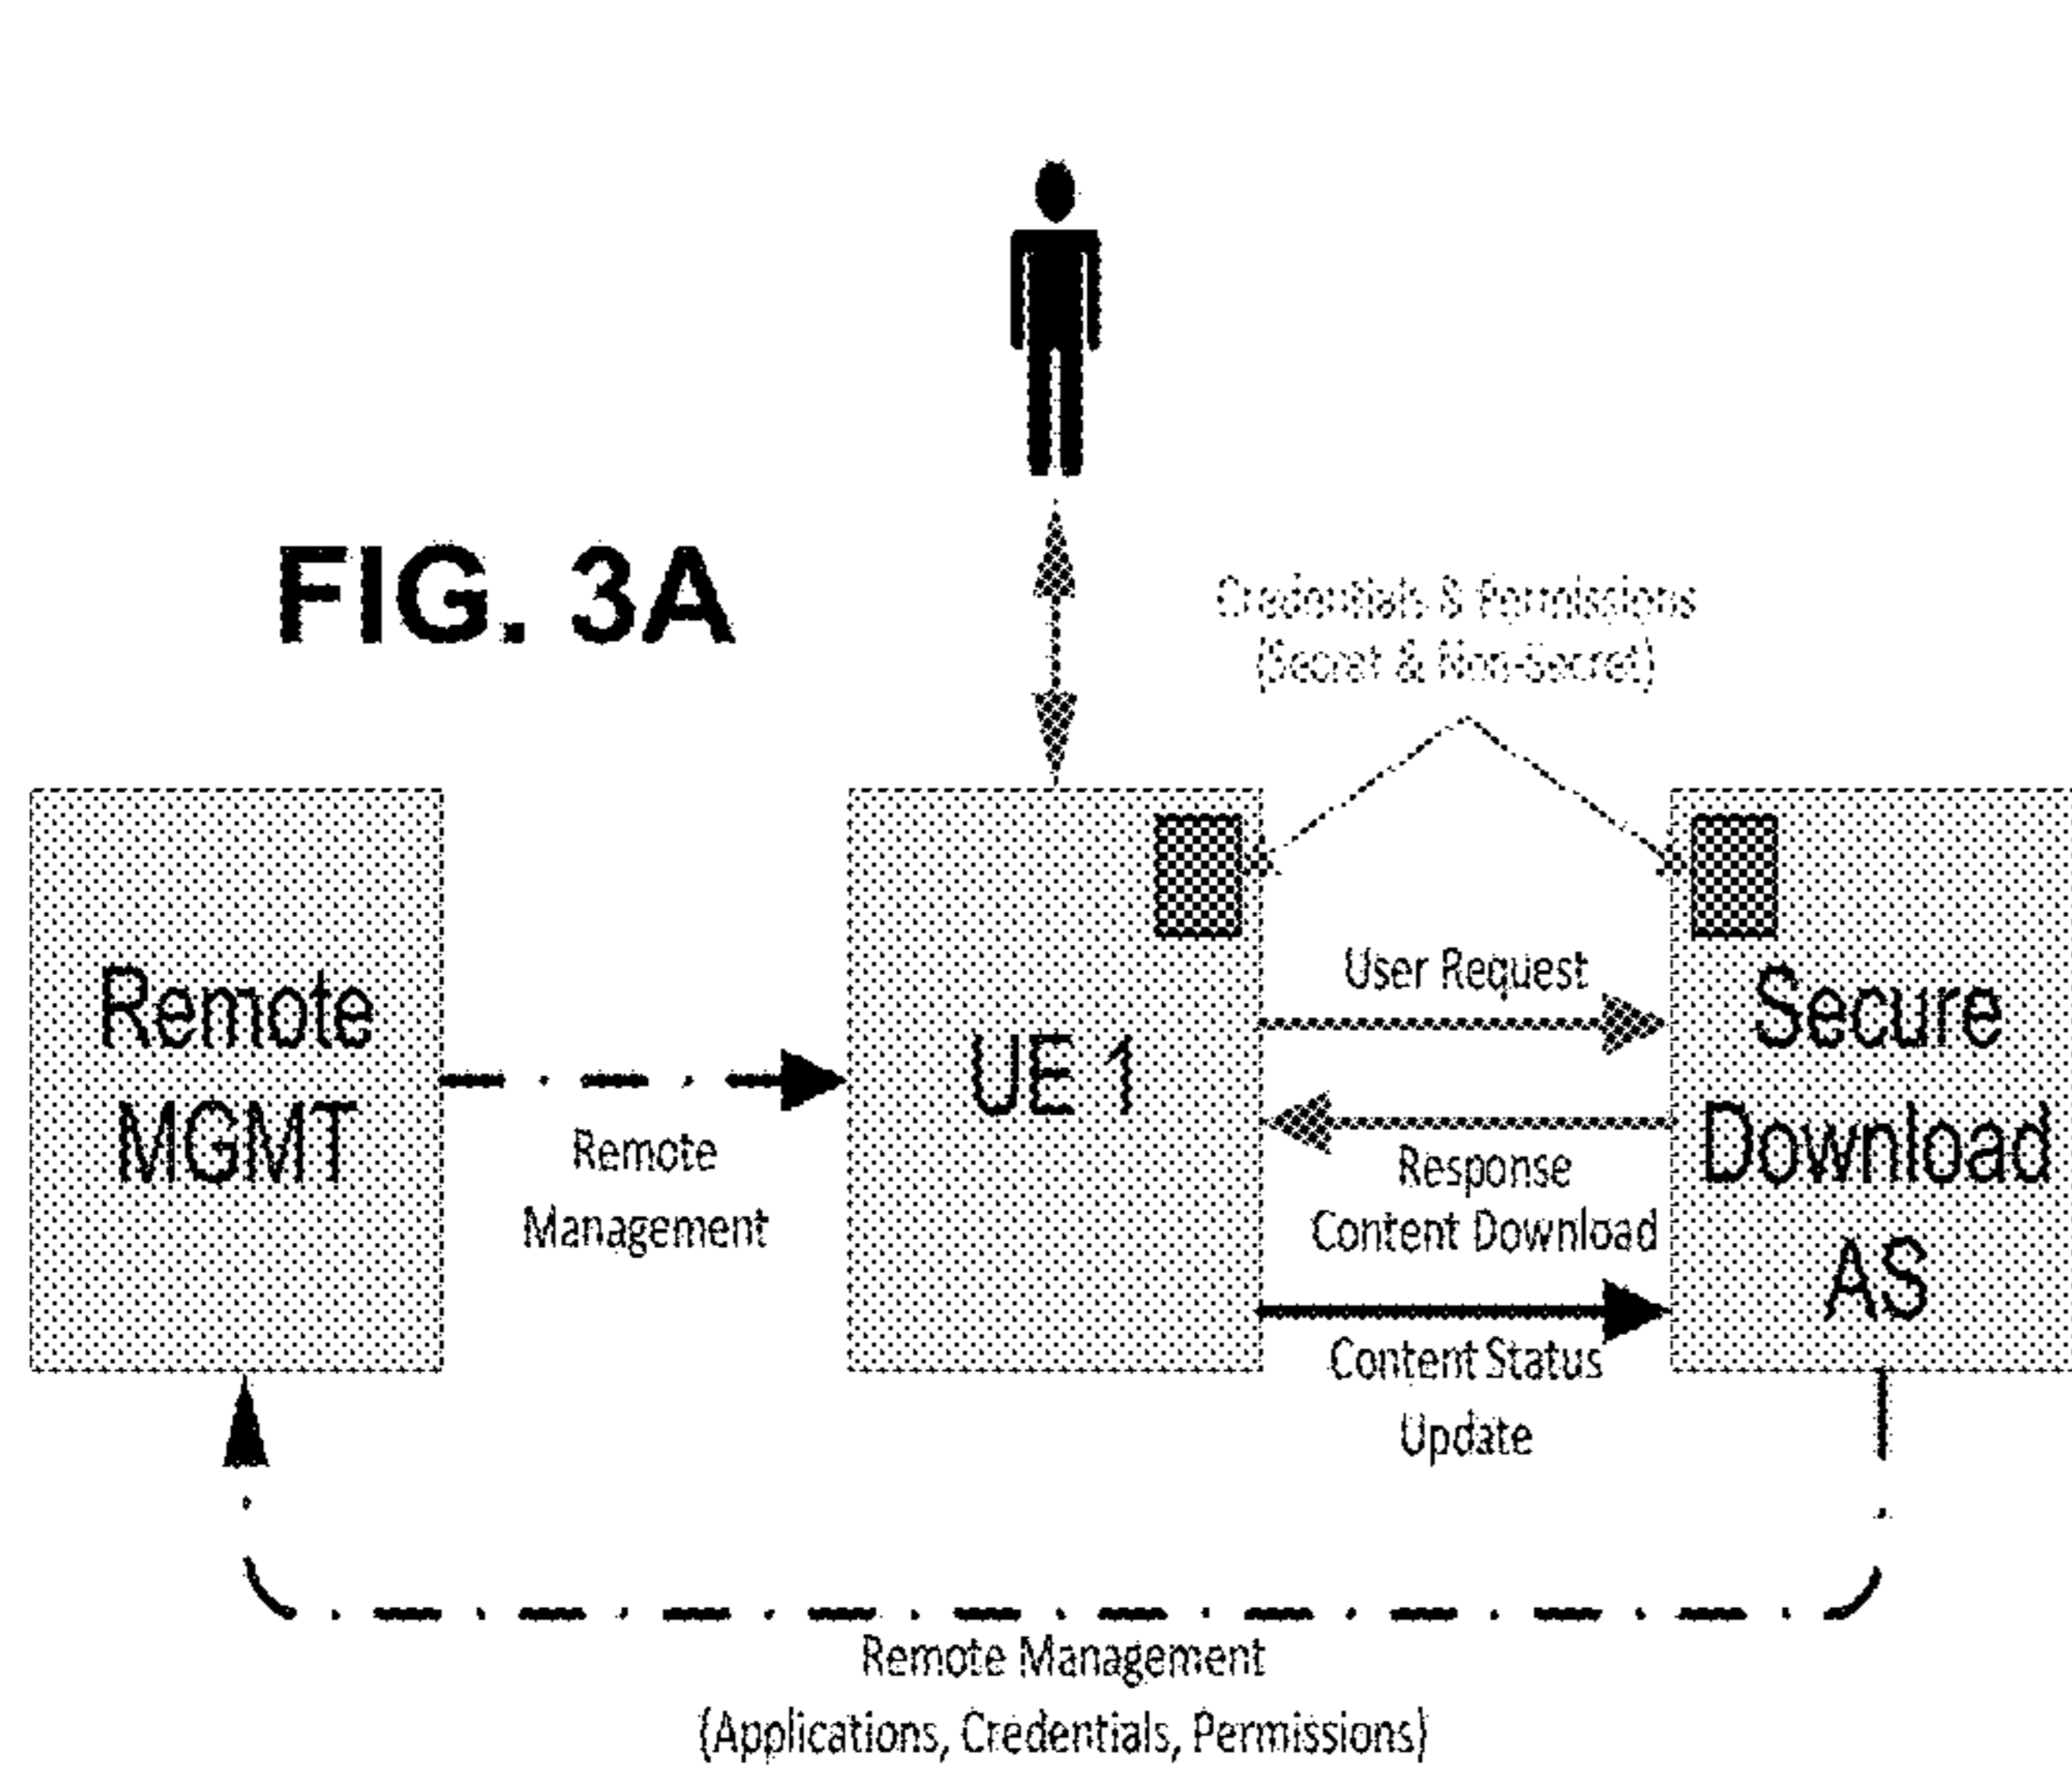 FIG. 3A
Credentials & Permissions
(Secret & Non-Secret)
Remote
MGMT
Remote
Management
UE 1
User Request
Response
Content Download
Content Status
Update
Secure
Download
AS
Remote Management
(Applications, Credentials, Permissions)